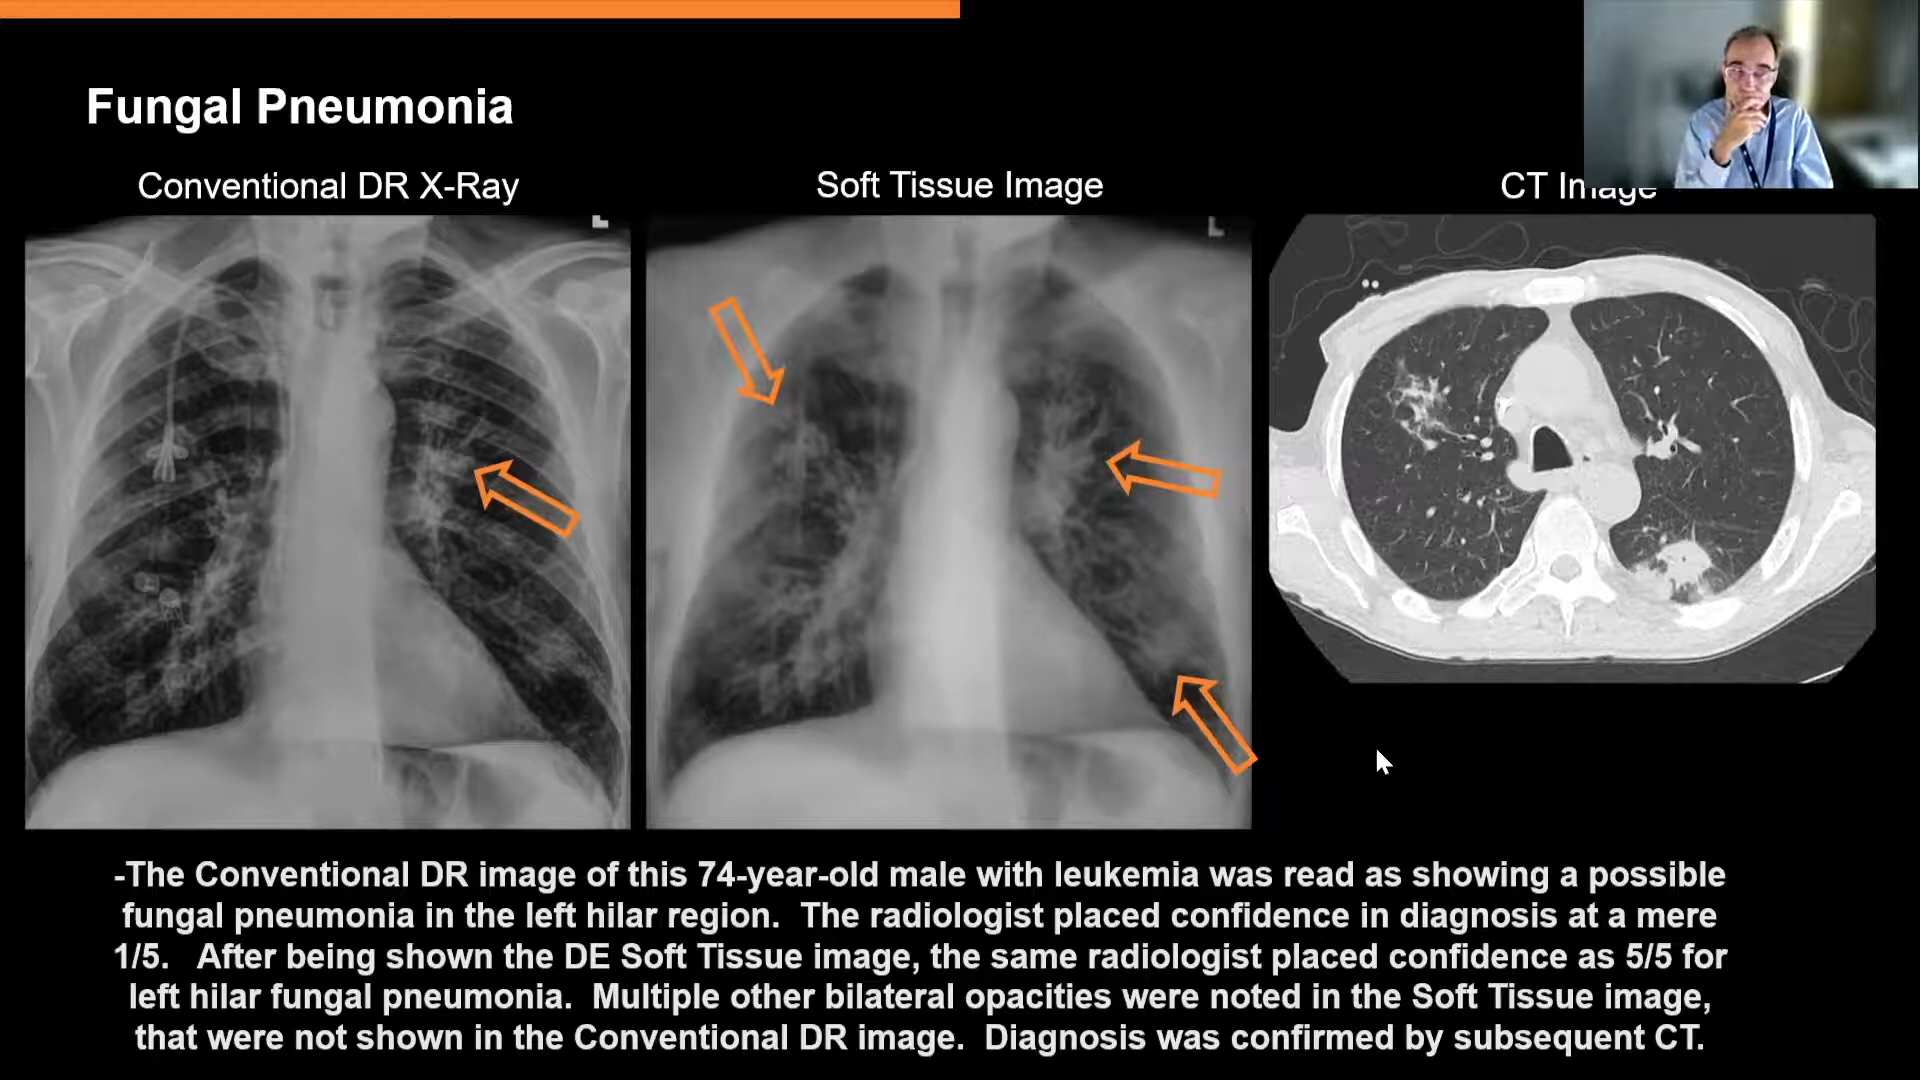 Fungal Pneumonia
Conventional DR X-Ray
Soft Tissue Image
CT Image
L
L
-The Conventional DR image of this 74-year-old male with leukemia was read as showing a possible
fungal pneumonia in the left hilar region.  The radiologist placed confidence in diagnosis at a mere
1/5.   After being shown the DE Soft Tissue image, the same radiologist placed confidence as 5/5 for
left hilar fungal pneumonia.  Multiple other bilateral opacities were noted in the Soft Tissue image,
that were not shown in the Conventional DR image.  Diagnosis was confirmed by subsequent CT.